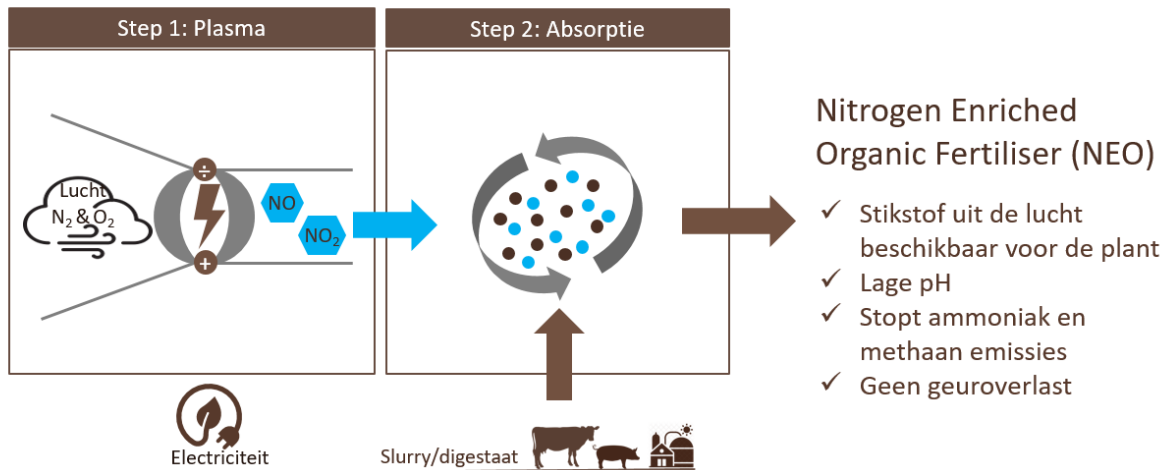 Step 1: Plasma
Step 2: Absorptie
÷
Lucht
N₂ & O₂
NO
NO₂
+
Electriciteit
Slurry/digestaat
Nitrogen Enriched
Organic Fertiliser (NEO)
✓ Stikstof uit de lucht
beschikbaar voor de plant
✓ Lage pH
✓ Stopt ammoniak en
methaan emissies
✓ Geen geuroverlast